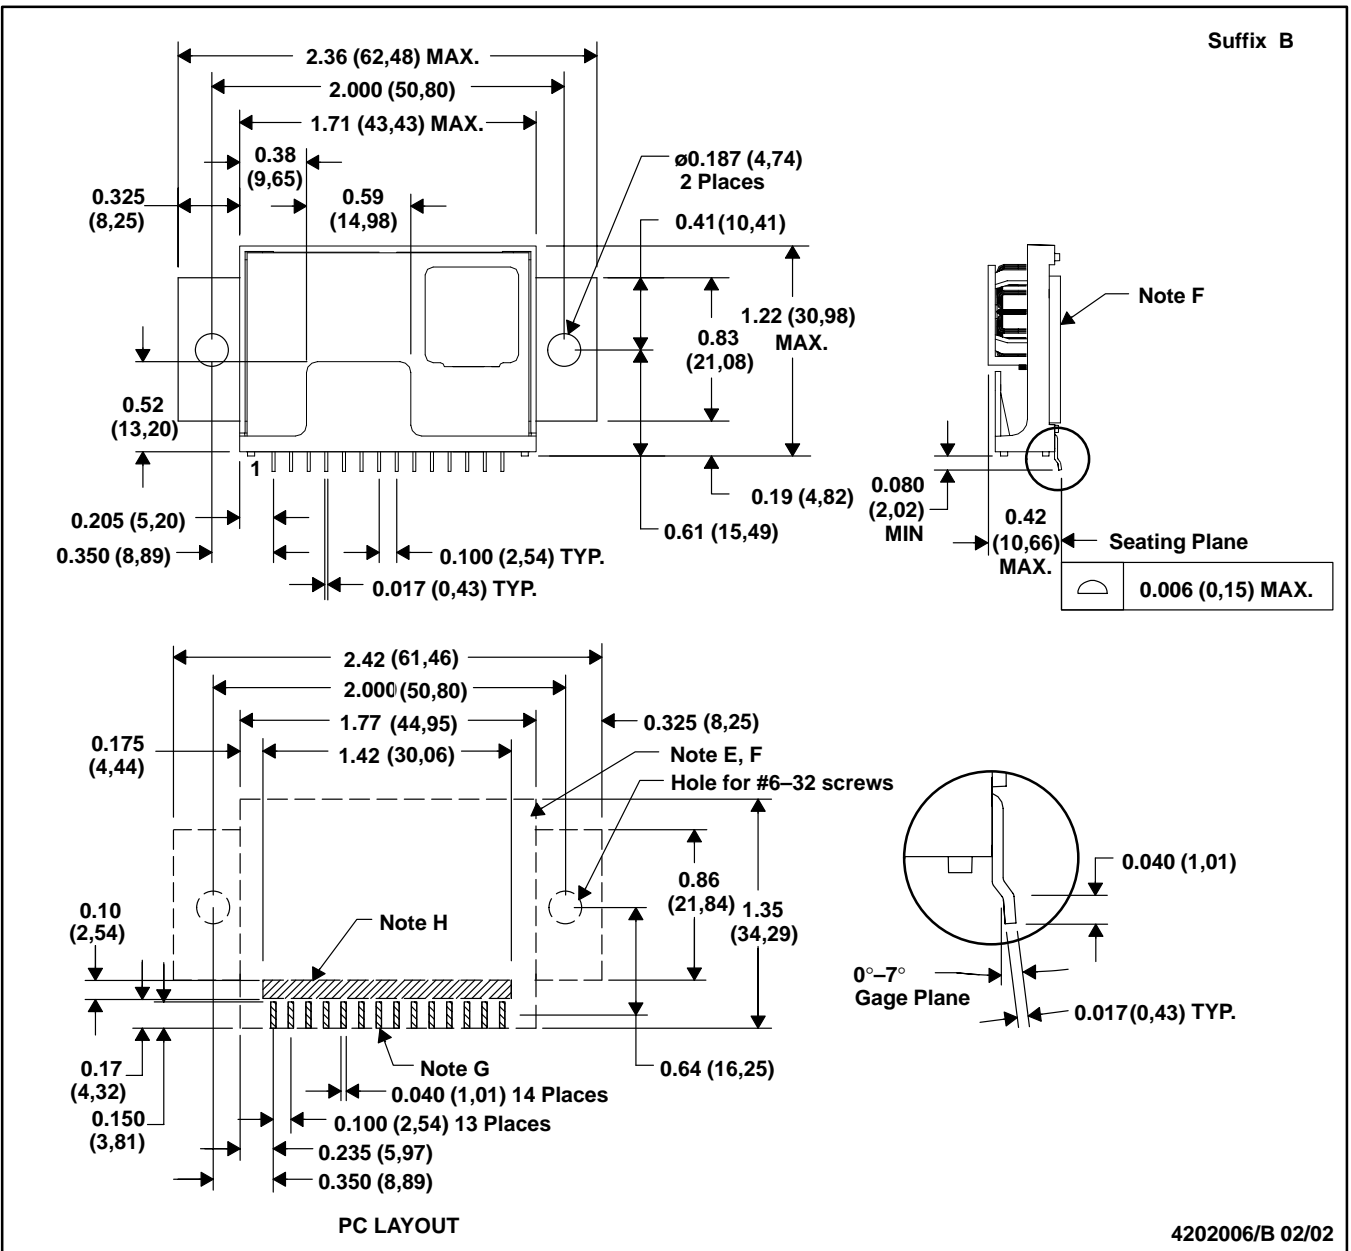 Suffix B
2.36 (62,48) MAX.
2.000 (50,80)
1.71 (43,43) MAX.
0.38
(9,65)
ø0.187 (4,74)
2 Places
0.325
(8,25)
0.59
(14,98)
0.41 (10,41)
Note F
1.22 (30,98)
MAX.
0.83
(21,08)
0.52
(13,20)
1
0.19 (4,82)
0.080
(2,02)
MIN
0.205 (5,20)
0.61 (15,49)
0.42
(10,66)
MAX.
Seating Plane
0.350 (8,89)
0.100 (2,54) TYP.
0.017 (0,43) TYP.
0.006 (0,15) MAX.
2.42 (61,46)
2.000 (50,80)
1.77 (44,95)
0.325 (8,25)
0.175
(4,44)
1.42 (30,06)
Note E, F
Hole for #6–32 screws
0.040 (1,01)
0.86
(21,84)
1.35
(34,29)
0.10
(2,54)
Note H
0°–7°
Gage Plane
0.017 (0,43) TYP.
0.17
(4,32)
Note G
0.64 (16,25)
0.040 (1,01) 14 Places
0.150
(3,81)
0.100 (2,54) 13 Places
0.235 (5,97)
0.350 (8,89)
PC LAYOUT
4202006/B 02/02